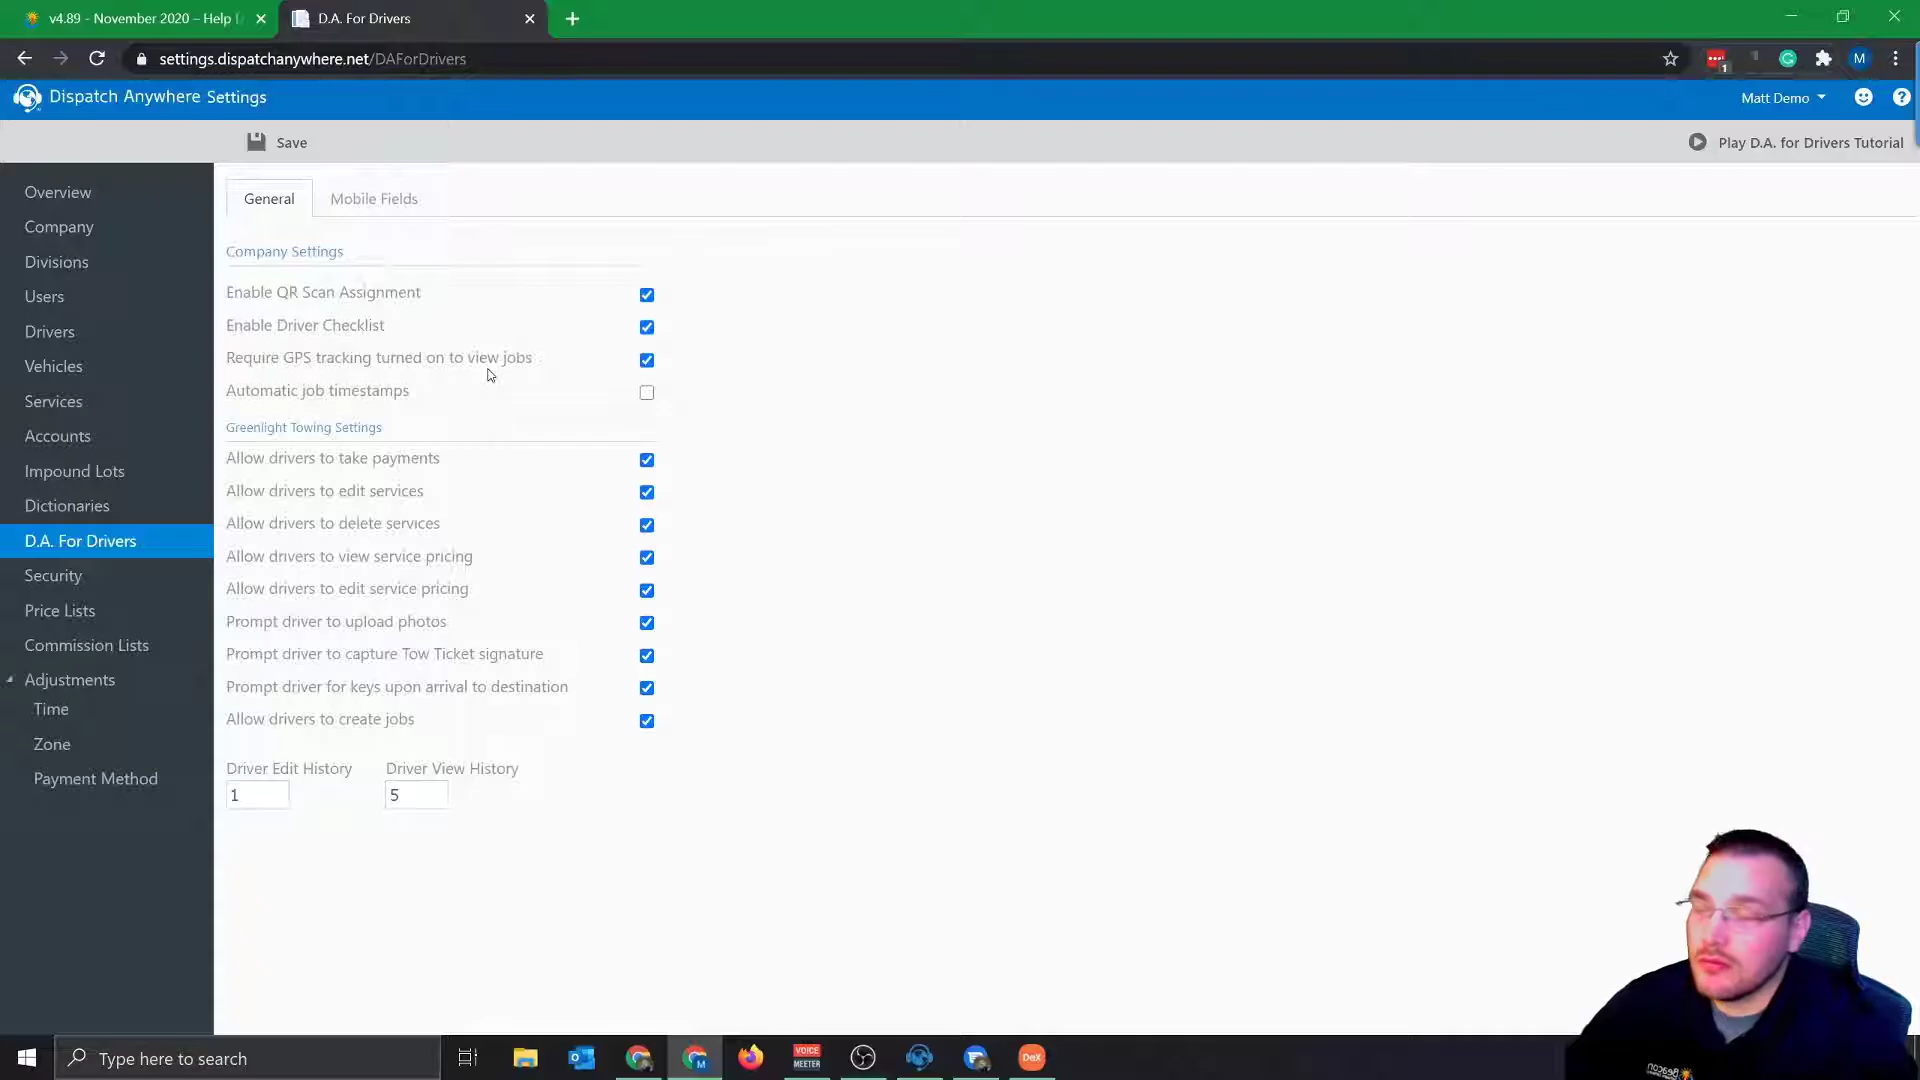 v4.89 - November 2020 – Help
D.A. For Drivers
settings.dispatchanywhere.net/DAForDrivers
1
M
Dispatch Anywhere Settings
Matt Demo
Save
Play D.A. for Drivers Tutorial
Overview
Company
Divisions
Users
Drivers
Vehicles
Services
Accounts
Impound Lots
Dictionaries
D.A. For Drivers
Security
Price Lists
Commission Lists
Adjustments
Time
Zone
Payment Method
General
Mobile Fields
Company Settings
Enable QR Scan Assignment
Enable Driver Checklist
Require GPS tracking turned on to view jobs
Automatic job timestamps
Greenlight Towing Settings
Allow drivers to take payments
Allow drivers to edit services
Allow drivers to delete services
Allow drivers to view service pricing
Allow drivers to edit service pricing
Prompt driver to upload photos
Prompt driver to capture Tow Ticket signature
Prompt driver for keys upon arrival to destination
Allow drivers to create jobs
Driver Edit History
Driver View History
1
5
Beacon
Type here to search
VOICE
MEETER
DeX